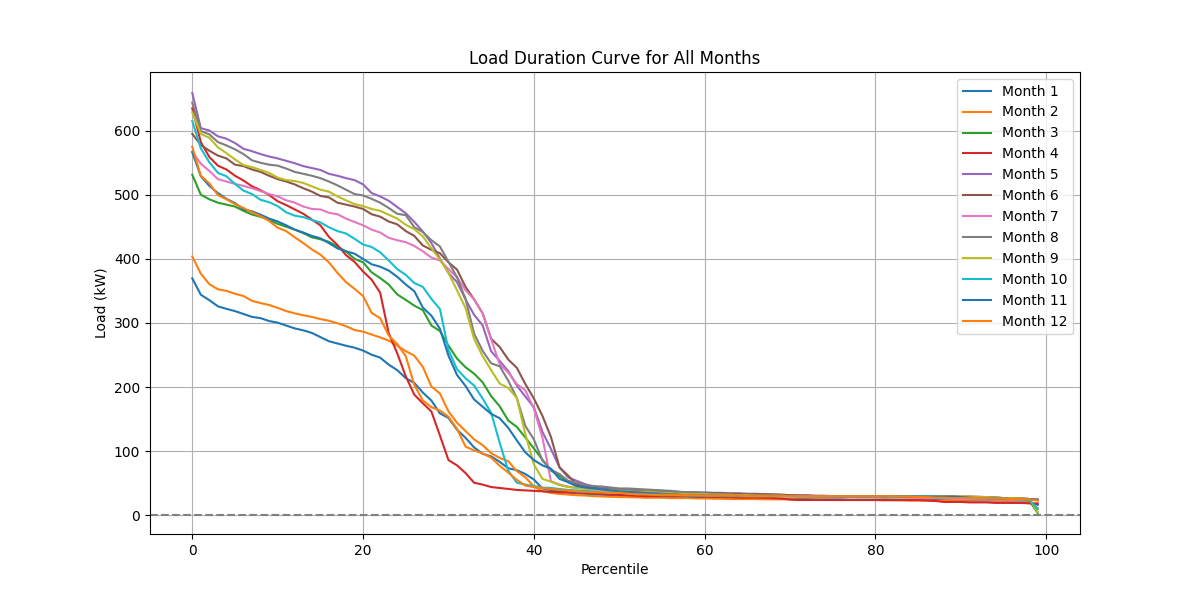 Load Duration Curve for All Months
Load (kW)
600
500
400
300
200
100
0
0 20 40 60 80 100
Percentile
Month 1
Month 2
Month 3
Month 4
Month 5
Month 6
Month 7
Month 8
Month 9
Month 10
Month 11
Month 12